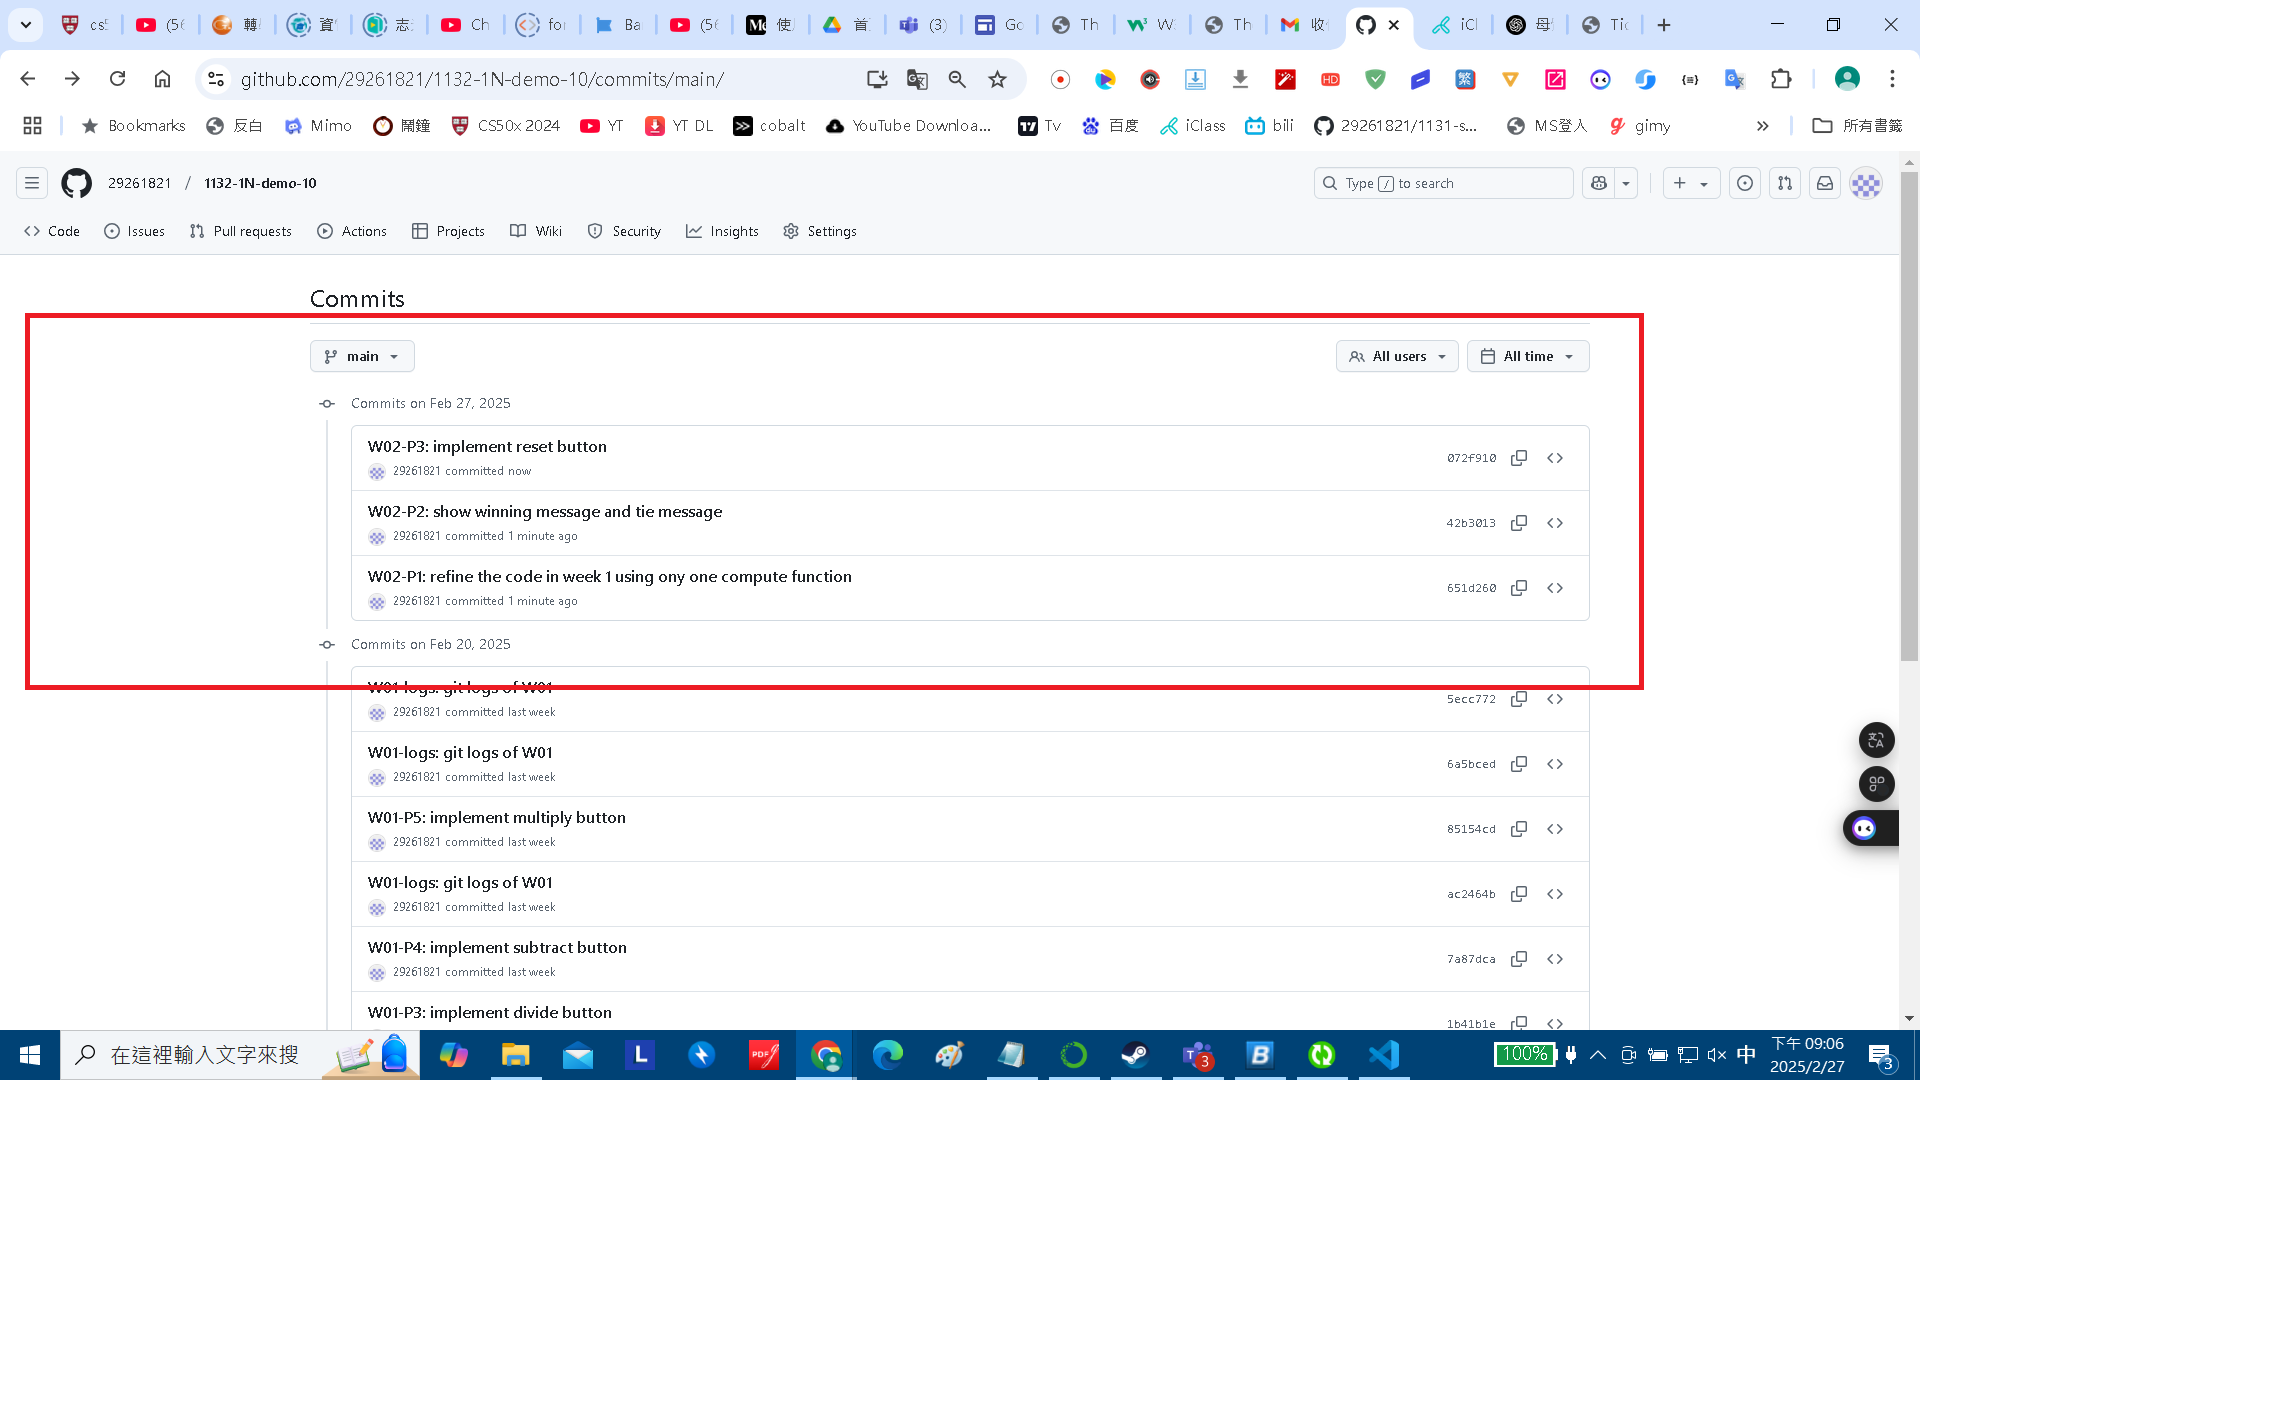 cs5 (5€ 轉 資 志 Ch for Ba (5€ 使 首 (3) Go Th W Th 收 iCl 母 Tic
github.com/29261821/1132-1N-demo-10/commits/main/
Bookmarks 反白 Mimo 鬧鐘 CS50x 2024 YT YT DL cobalt YouTube Downloa... Tv 百度 iClass bili 29261821/1131-s... MS登入 gimy 所有書籤
29261821 / 1132-1N-demo-10 Type / to search
Code Issues Pull requests Actions Projects Wiki Security Insights Settings
Commits
main All users All time
Commits on Feb 27, 2025
W02-P3: implement reset button
29261821 committed now
072f910
W02-P2: show winning message and tie message
29261821 committed 1 minute ago
42b3013
W02-P1: refine the code in week 1 using ony one compute function
29261821 committed 1 minute ago
651d260
Commits on Feb 20, 2025
W01-logs: git logs of W01
29261821 committed last week
5ecc772
W01-logs: git logs of W01
29261821 committed last week
6a5bced
W01-P5: implement multiply button
29261821 committed last week
85154cd
W01-logs: git logs of W01
29261821 committed last week
ac2464b
W01-P4: implement subtract button
29261821 committed last week
7a87dca
W01-P3: implement divide button
1b41b1e
在這裡輸入文字來搜
100%
中
下午 09:06
2025/2/27
3